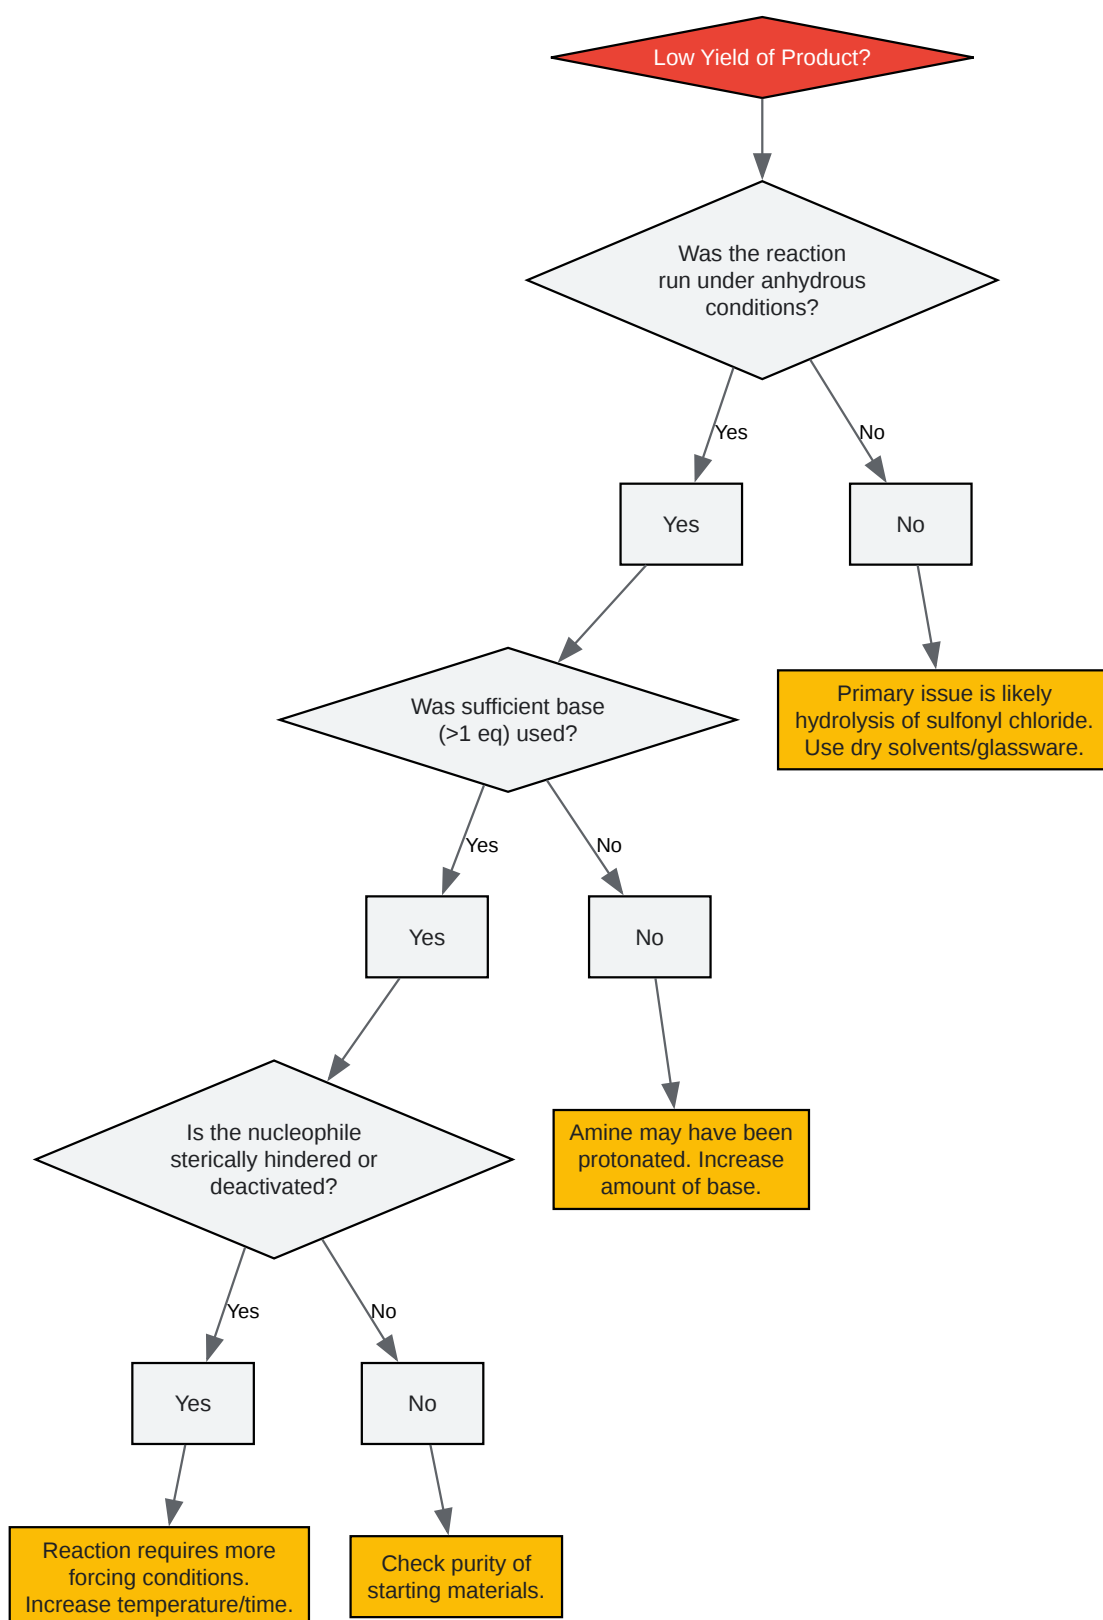 Low Yield of Product?
Was the reaction
run under anhydrous
conditions?
Yes
No
Yes
No
Was sufficient base
(>1 eq) used?
Primary issue is likely
hydrolysis of sulfonyl chloride.
Use dry solvents/glassware.
Yes
No
Yes
No
Is the nucleophile
sterically hindered or
deactivated?
Amine may have been
protonated. Increase
amount of base.
Yes
No
Yes
No
Reaction requires more
forcing conditions.
Increase temperature/time.
Check purity of
starting materials.